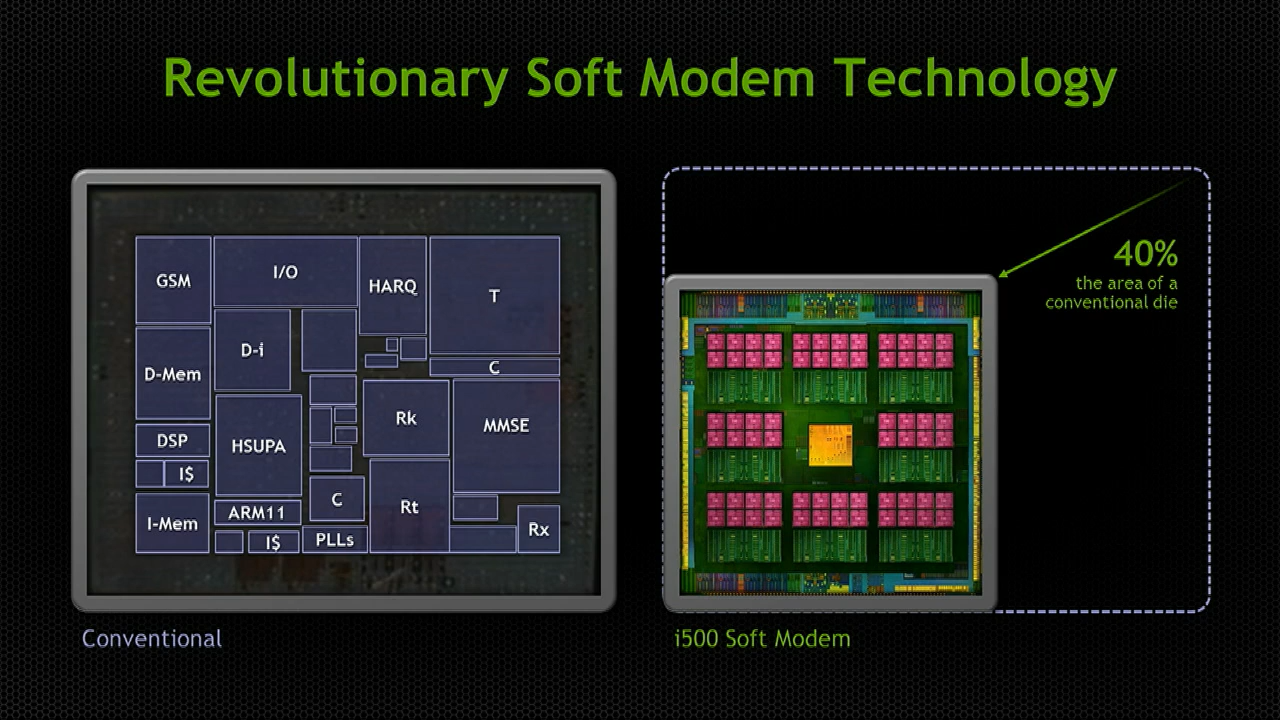 Revolutionary Soft Modem Technology
GSM
I/O
HARQ
T
D-i
D-Mem
C
Rk
MMSE
DSP
HSUPA
I$
C
Rt
I-Mem
ARM11
Rx
I$
PLLs
40%
the area of a
conventional die
Conventional
i500 Soft Modem